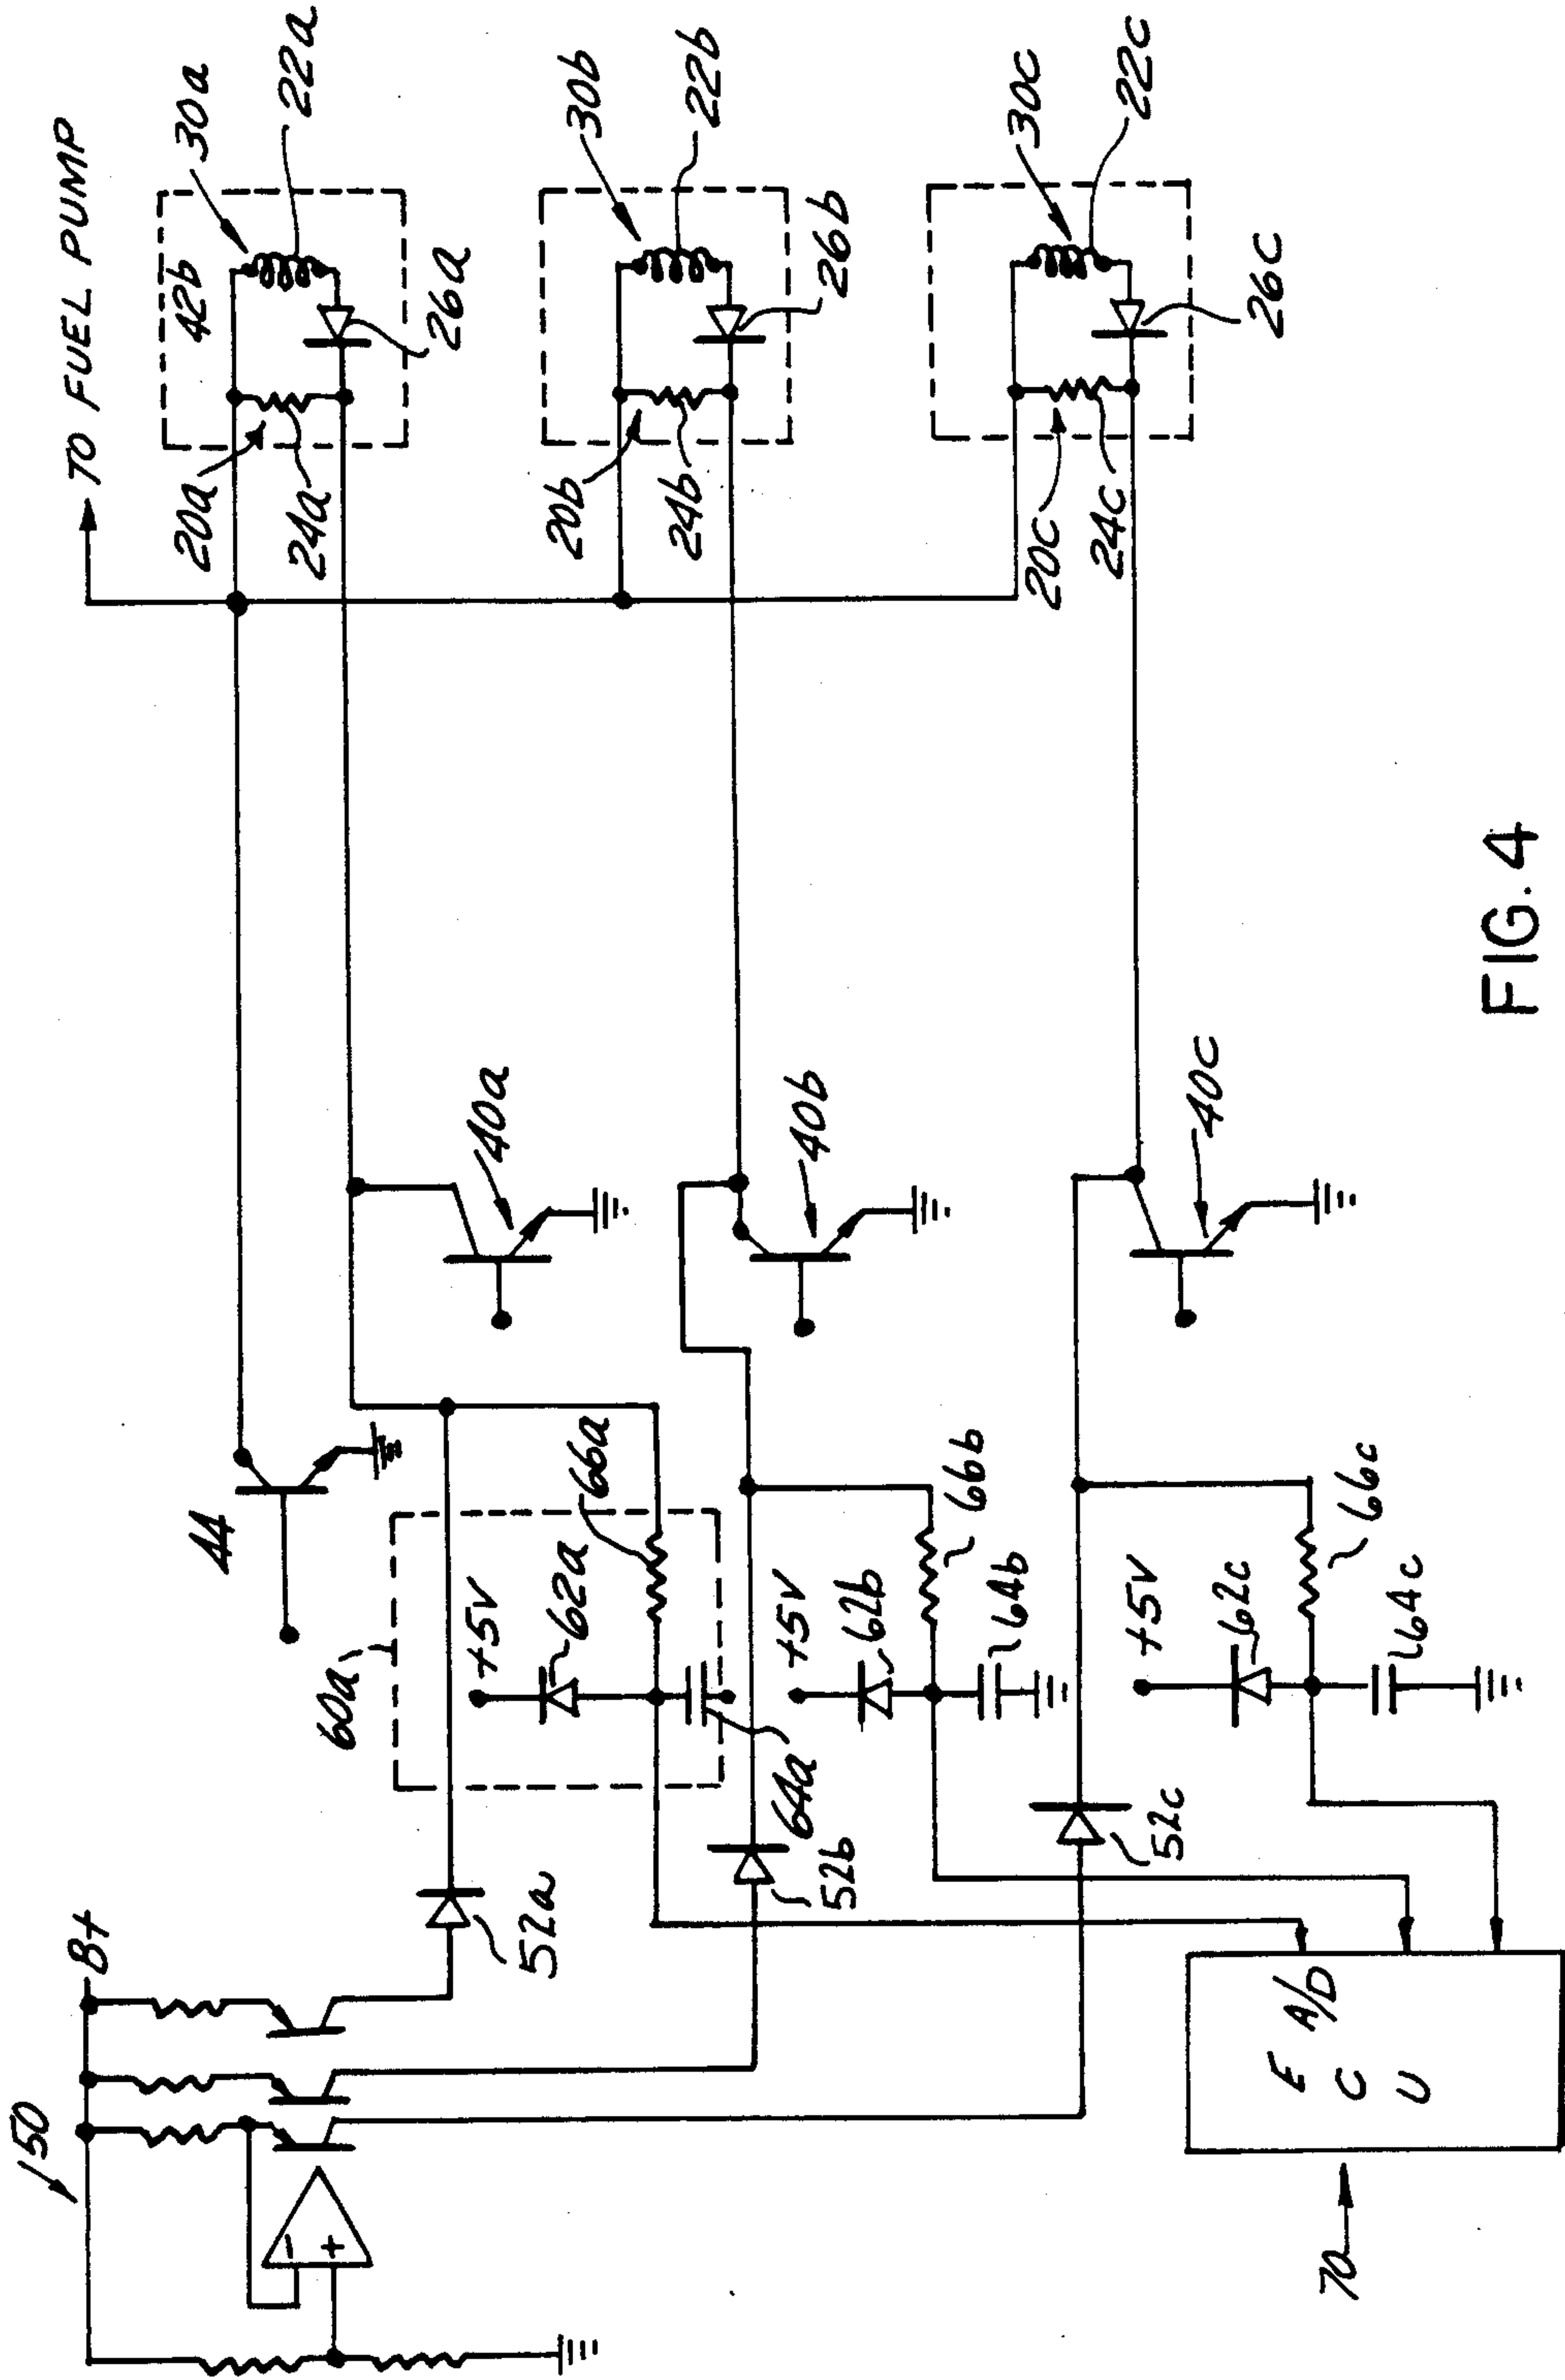 TO FUEL PUMP
42b
30a
22a
26a
20a
24a
30b
22b
26b
20b
24b
30c
22c
26c
20c
24c
44
40a
40b
40c
60a
+5V
62a
66a
64a
+5V
62b
66b
64b
+5V
62c
66c
64c
150
B+
52a
52b
52c
-
+
E A/D
C
U
70
FIG. 4